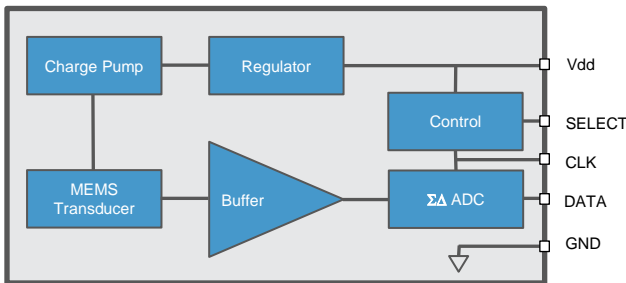 Charge Pump
Regulator
Vdd
Control
SELECT
CLK
MEMS
Transducer
Buffer
ΣΔ ADC
DATA
GND